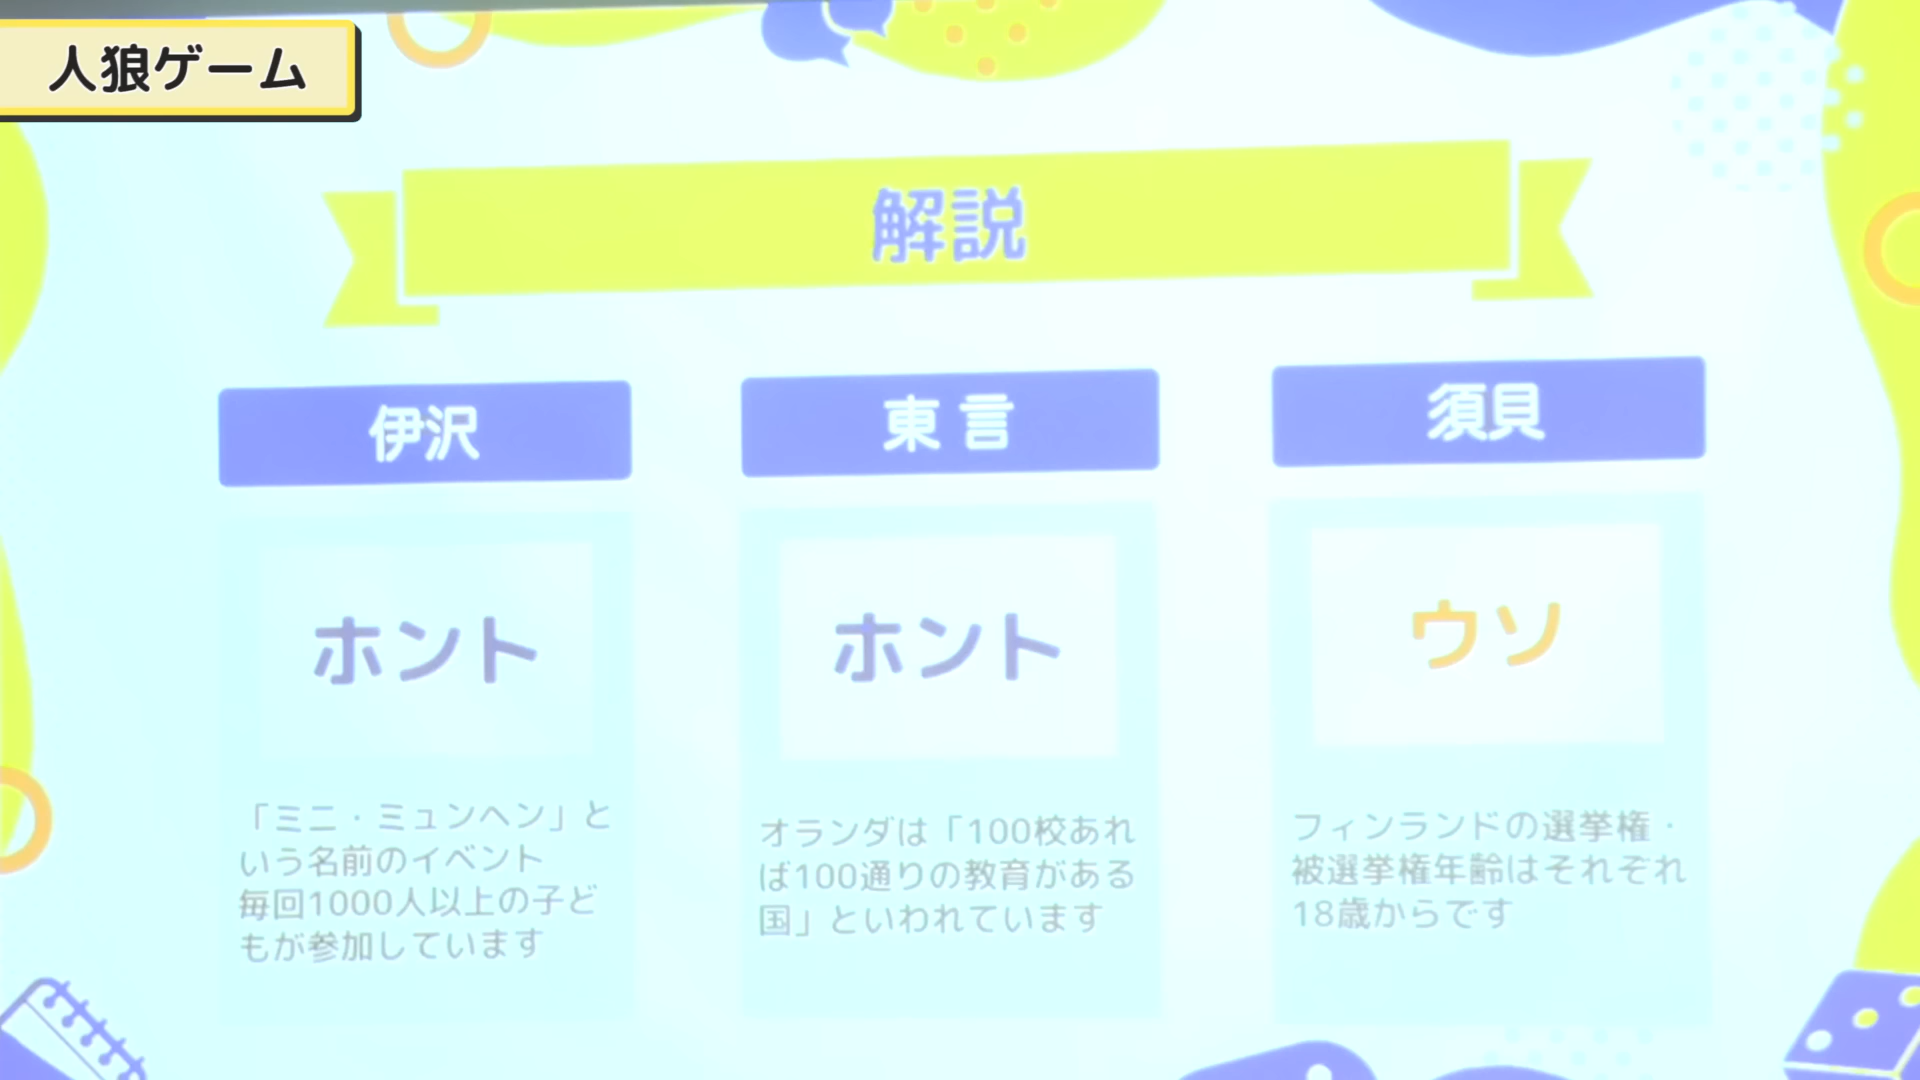 人狼ゲーム
解説
伊沢
東 言
須貝
ホント
ホント
ウソ
「ミニ・ミュンヘン」と
いう名前のイベント
毎回1000人以上の子ど
もが参加しています
オランダは「100校あれ
ば100通りの教育がある
国」といわれています
フィンランドの選挙権・
被選挙権年齢はそれぞれ
18歳からです